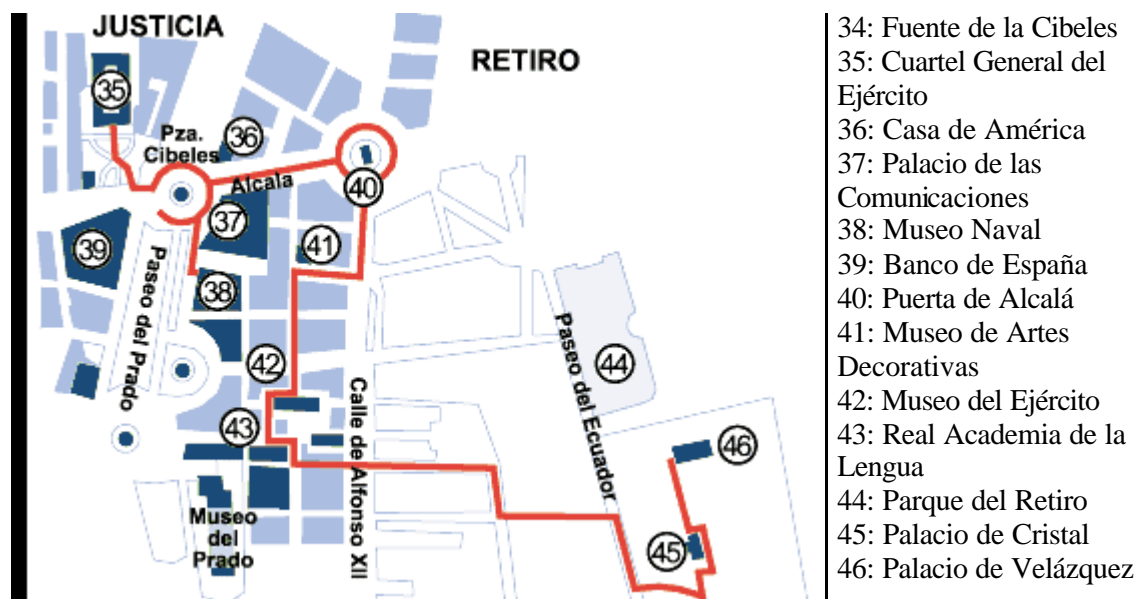 JUSTICIA
RETIRO
35
Pza.
Cibeles
36
Alcala
40
37
41
39
38
Paseo del Prado
42
43
Calle de Alfonso XII
Paseo del Ecuador
44
46
45
Museo
del
Prado
34: Fuente de la Cibeles
35: Cuartel General del
Ejército
36: Casa de América
37: Palacio de las
Comunicaciones
38: Museo Naval
39: Banco de España
40: Puerta de Alcalá
41: Museo de Artes
Decorativas
42: Museo del Ejército
43: Real Academia de la
Lengua
44: Parque del Retiro
45: Palacio de Cristal
46: Palacio de Velázquez